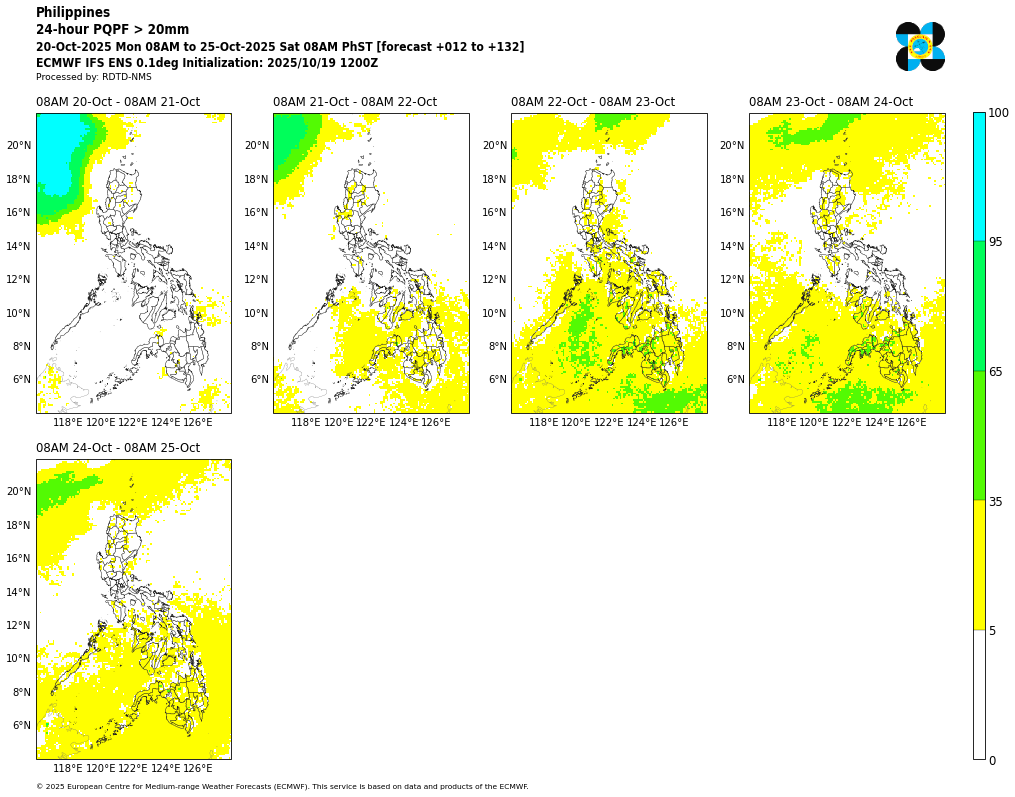 Philippines
24-hour PQPF > 20mm
20-Oct-2025 Mon 08AM to 25-Oct-2025 Sat 08AM PhST [forecast +012 to +132]
ECMWF IFS ENS 0.1deg Initialization: 2025/10/19 1200Z
Processed by: RDTD-NMS
08AM 20-Oct - 08AM 21-Oct
08AM 21-Oct - 08AM 22-Oct
08AM 22-Oct - 08AM 23-Oct
08AM 23-Oct - 08AM 24-Oct
20°N 20°N 20°N 20°N
18°N 18°N 18°N 18°N
16°N 16°N 16°N 16°N
14°N 14°N 14°N 14°N
12°N 12°N 12°N 12°N
10°N 10°N 10°N 10°N
8°N 8°N 8°N 8°N
6°N 6°N 6°N 6°N
118°E 120°E 122°E 124°E 126°E 118°E 120°E 122°E 124°E 126°E 118°E 120°E 122°E 124°E 126°E 118°E 120°E 122°E 124°E 126°E
08AM 24-Oct - 08AM 25-Oct
20°N
18°N
16°N
14°N
12°N
10°N
8°N
6°N
118°E 120°E 122°E 124°E 126°E
100
95
65
35
5
0
© 2025 European Centre for Medium-range Weather Forecasts (ECMWF). This service is based on data and products of the ECMWF.